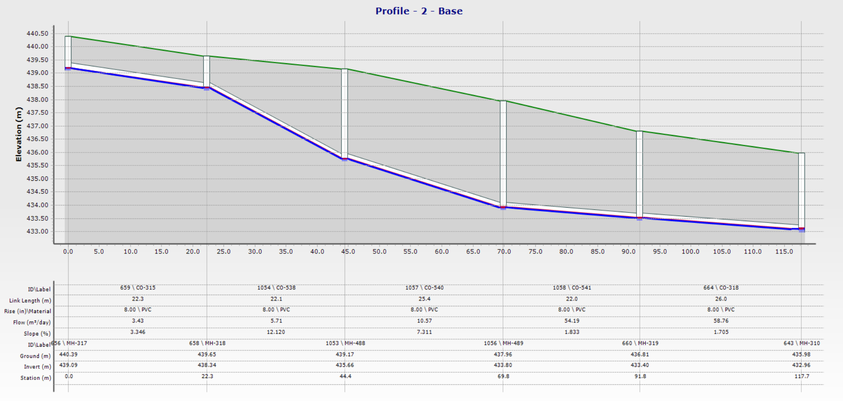 Profile - 2 - Base
Elevation (m)
440.50
440.00
439.50
439.00
438.50
438.00
437.50
437.00
436.50
436.00
435.50
435.00
434.50
434.00
433.50
433.00
0.0 5.0 10.0 15.0 20.0 25.0 30.0 35.0 40.0 45.0 50.0 55.0 60.0 65.0 70.0 75.0 80.0 85.0 90.0 95.0 100.0 105.0 110.0 115.0
ID\Label 659 \ CO-315 1054 \ CO-538 1057 \ CO-540 1058 \ CO-541 664 \ CO-318
Link Length (m) 22.3 22.1 25.4 22.0 26.0
Rise (in)\Material 8.00 \ PVC 8.00 \ PVC 8.00 \ PVC 8.00 \ PVC 8.00 \ PVC
Flow (m³/day) 3.43 5.71 10.57 54.19 58.76
Slope (%) 3.346 12.120 7.311 1.833 1.705
ID\Label 656 \ MH-317 658 \ MH-318 1053 \ MH-488 1056 \ MH-489 660 \ MH-319 643 \ MH-310
Ground (m) 440.39 439.65 439.17 437.96 436.81 435.98
Invert (m) 439.09 438.34 435.66 433.80 433.40 432.96
Station (m) 0.0 22.3 44.4 69.8 91.8 117.7